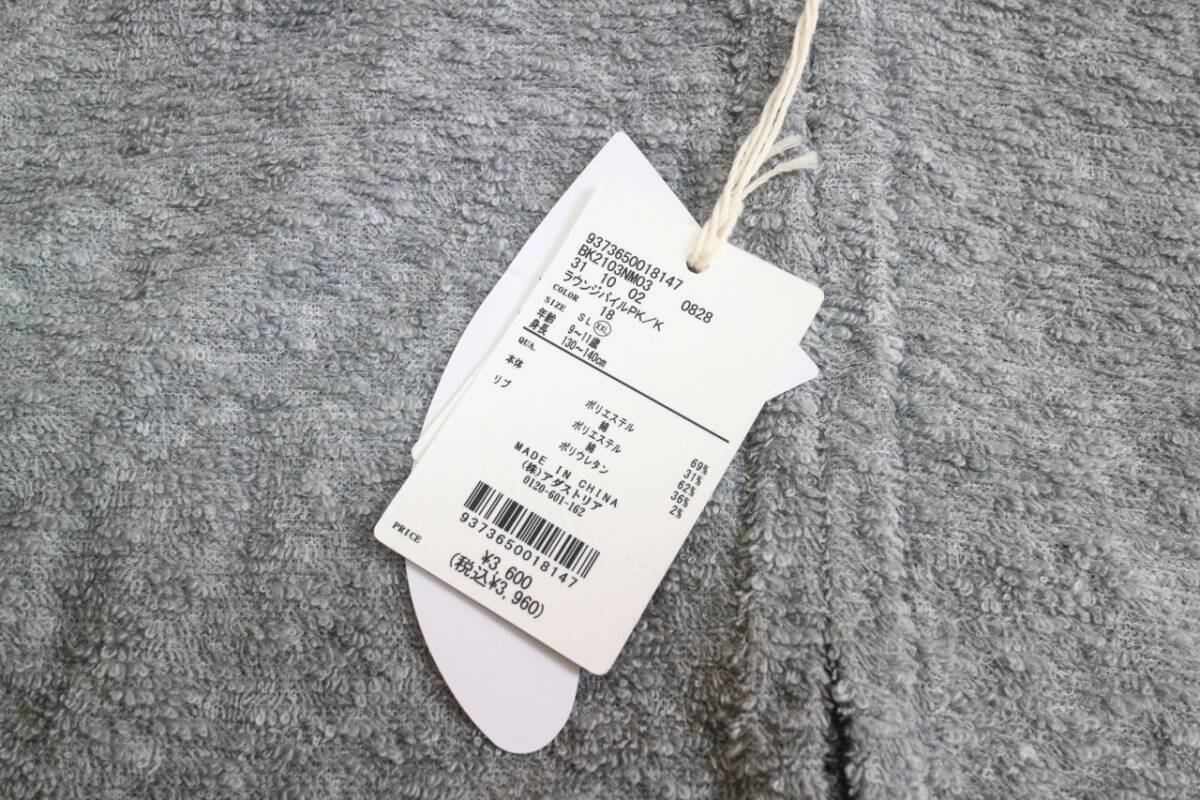 9373650018147
BK2103NM03 0828
31 10 02
ラウンジパイルPK/K
COLOR 18
SIZE SL XXL
年齢 9~11歳
身長 130~140cm
QUA.
本体 ポリエステル 69%
綿 31%
リブ ポリエステル 62%
綿 36%
ポリウレタン 2%
MADE IN CHINA
(株)アダストリア
0120-601-162
9373650018147
PRICE ¥3,600
(税込¥3,960)